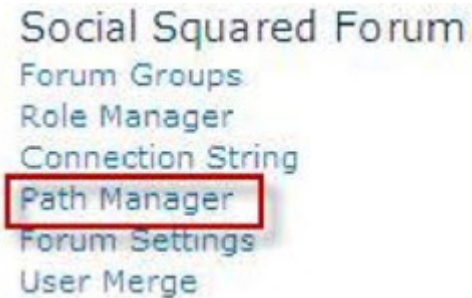 Social Squared Forum
Forum Groups
Role Manager
Connection String
Path Manager
Forum Settings
User Merge